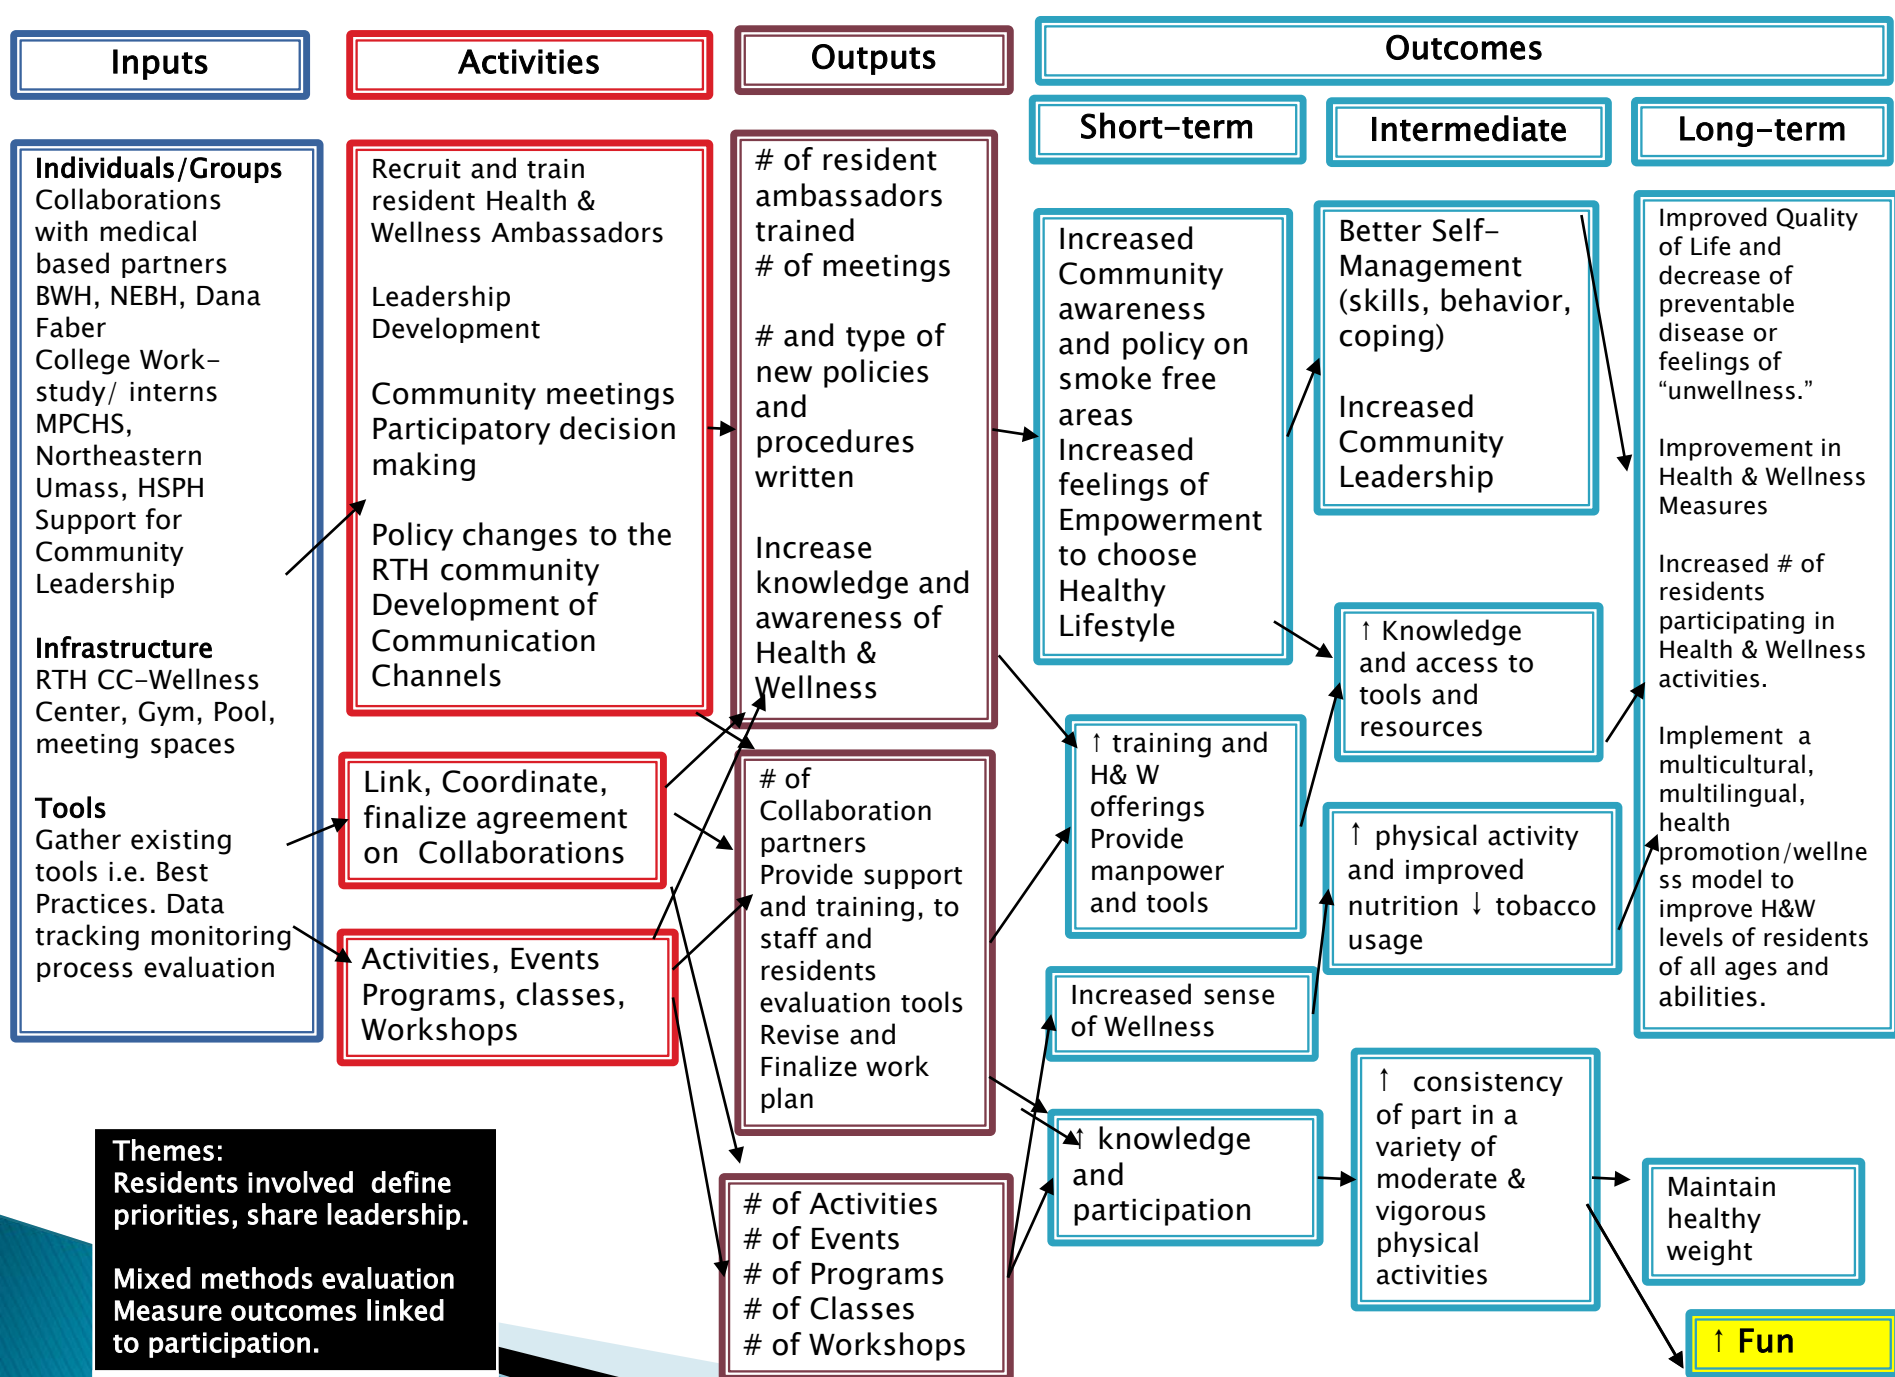 Inputs
Activities
Outputs
Outcomes
Short-term
Intermediate
Long-term
Individuals/Groups
Collaborations
with medical
based partners
BWH, NEBH, Dana
Faber
College Work-
study/ interns
MPCHS,
Northeastern
Umass, HSPH
Support for
Community
Leadership
Infrastructure
RTH CC-Wellness
Center, Gym, Pool,
meeting spaces
Tools
Gather existing
tools i.e. Best
Practices. Data
tracking monitoring
process evaluation
Recruit and train
resident Health &
Wellness Ambassadors
Leadership
Development
Community meetings
Participatory decision
making
Policy changes to the
RTH community
Development of
Communication
Channels
Link, Coordinate,
finalize agreement
on Collaborations
Activities, Events
Programs, classes,
Workshops
# of resident
ambassadors
trained
# of meetings
# and type of
new policies
and
procedures
written
Increase
knowledge and
awareness of
Health &
Wellness
# of
Collaboration
partners
Provide support
and training, to
staff and
residents
evaluation tools
Revise and
Finalize work
plan
# of Activities
# of Events
# of Programs
# of Classes
# of Workshops
Increased
Community
awareness
and policy on
smoke free
areas
Increased
feelings of
Empowerment
to choose
Healthy
Lifestyle
↑ training and
H& W
offerings
Provide
manpower
and tools
Increased sense
of Wellness
↑ knowledge
and
participation
Better Self-
Management
(skills, behavior,
coping)
Increased
Community
Leadership
↑ Knowledge
and access to
tools and
resources
↑ physical activity
and improved
nutrition ↓ tobacco
usage
↑ consistency
of part in a
variety of
moderate &
vigorous
physical
activities
Improved Quality
of Life and
decrease of
preventable
disease or
feelings of
“unwellness.”
Improvement in
Health & Wellness
Measures
Increased # of
residents
participating in
Health & Wellness
activities.
Implement a
multicultural,
multilingual,
health
promotion/wellne
ss model to
improve H&W
levels of residents
of all ages and
abilities.
Maintain
healthy
weight
↑ Fun
Themes:
Residents involved define
priorities, share leadership.
Mixed methods evaluation
Measure outcomes linked
to participation.